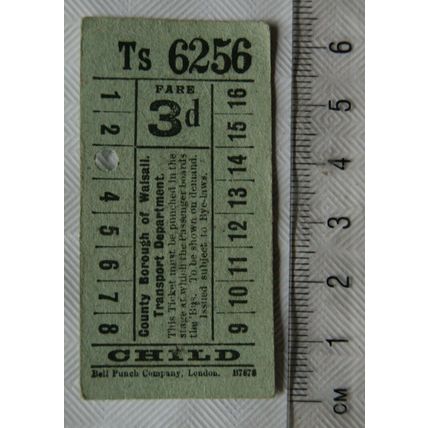 Ts 6256
FARE
3d
1 2 4 5 6 7 8
County Borough of Walsall.
Transport Department.
This Ticket must be punched in the
stage at which the Passenger boards
the Bus. To be shown on demand.
Issued subject to Bye-laws.
9 10 11 12 13 14 15 16
CHILD
Bell Punch Company, London.
6
5
4
3
2
1
CM